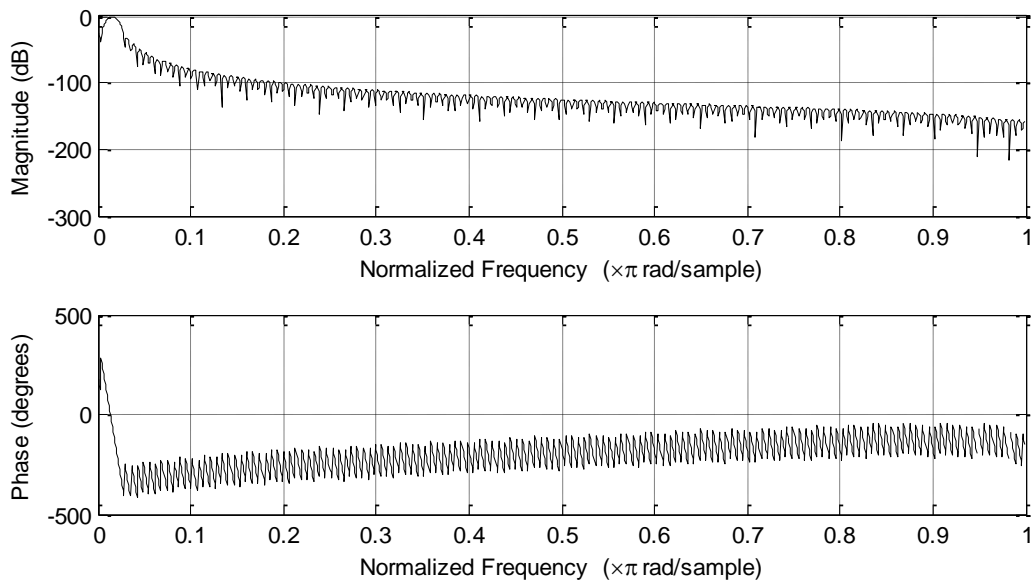 0
-100
-200
-300
Magnitude (dB)
0 0.1 0.2 0.3 0.4 0.5 0.6 0.7 0.8 0.9 1
Normalized Frequency (×π rad/sample)
500
0
-500
Phase (degrees)
0 0.1 0.2 0.3 0.4 0.5 0.6 0.7 0.8 0.9 1
Normalized Frequency (×π rad/sample)